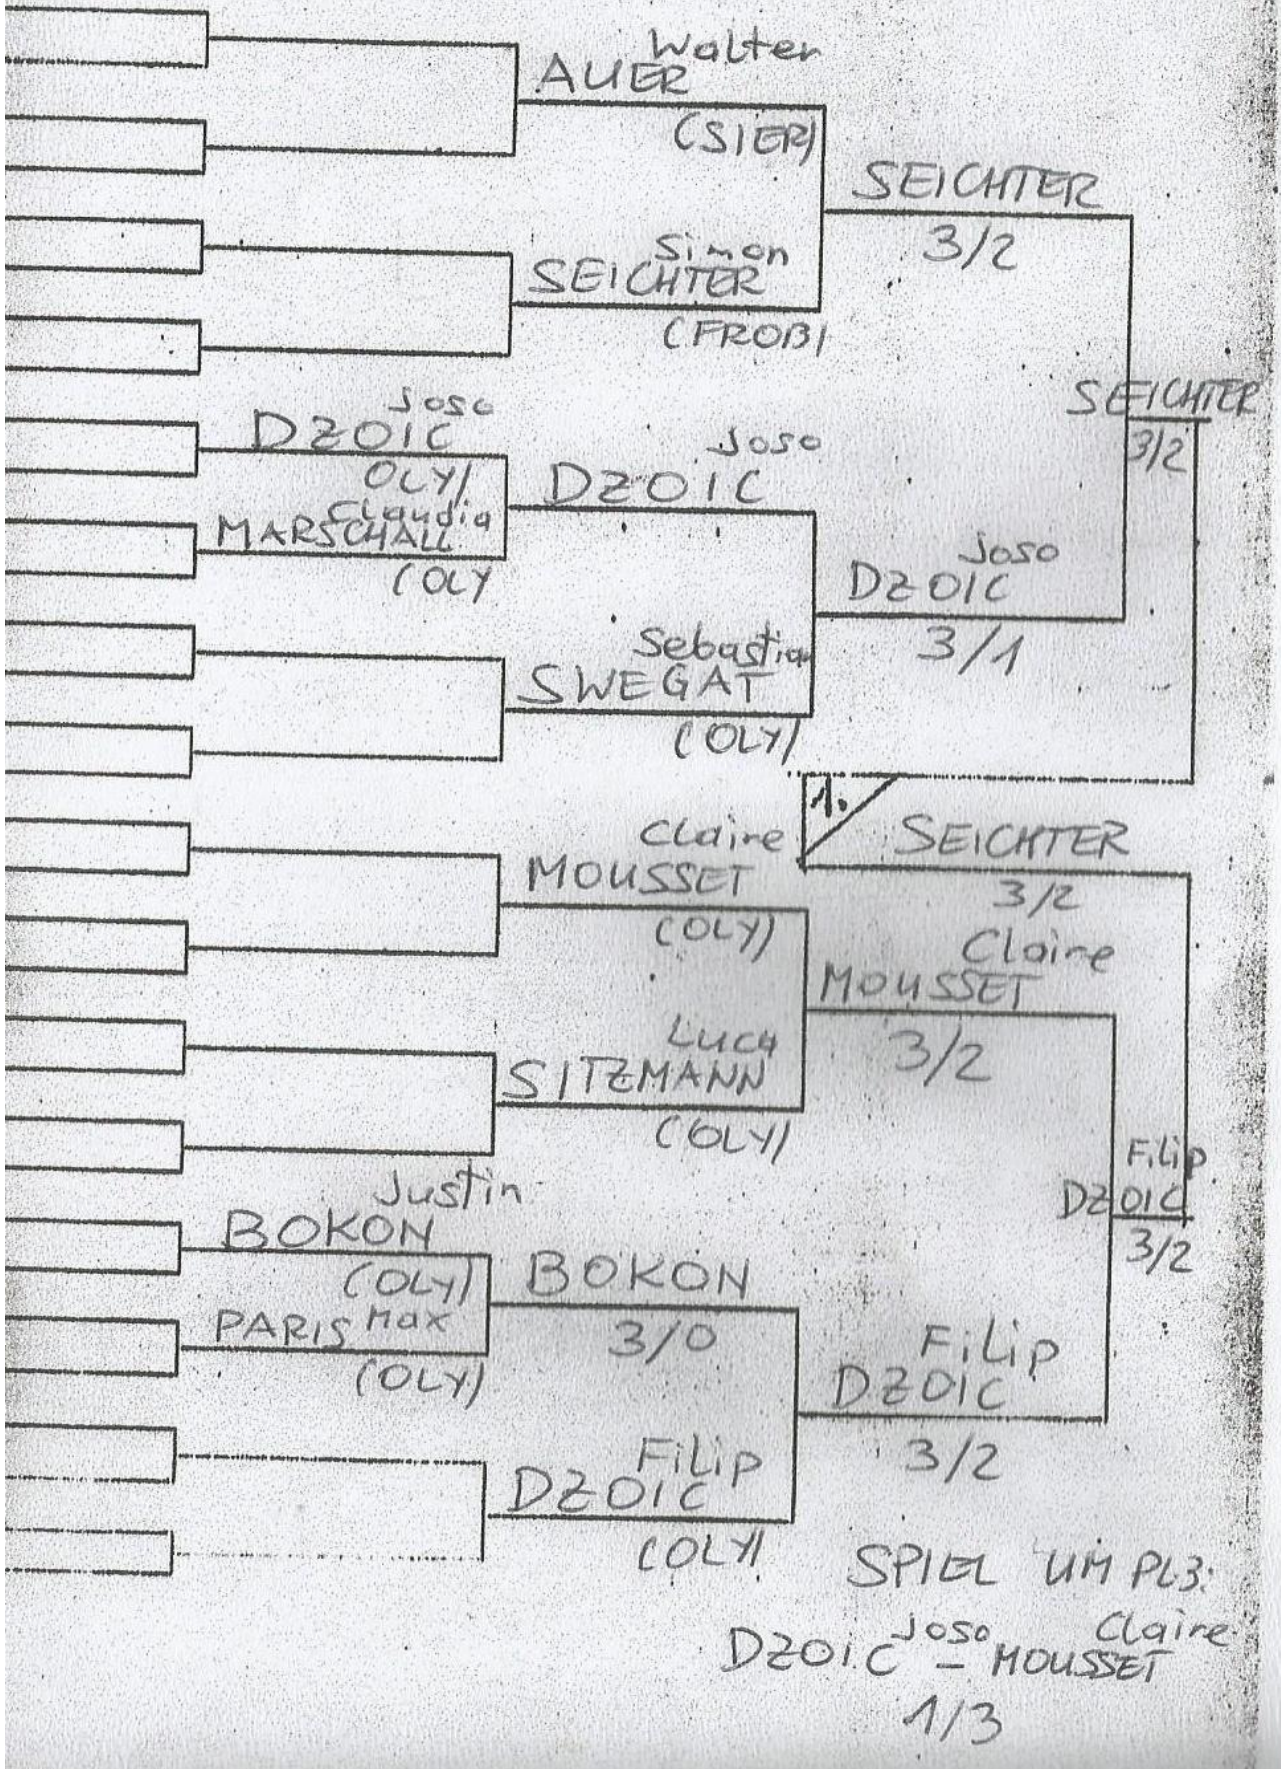 Walter
AUER
(SIER)
SEICHTER
3/2
Simon
SEICHTER
(FROB)
SEICHTER
3/2
Joso
DZOIC
OLY)
Claudia
MARSCHALL
(OLY
Joso
DZOIC
Joso
DZOIC
3/1
Sebastian
SWEGAT
(OLY)
1.
SEICHTER
3/2
Claire
MOUSSET
(OLY)
Claire
MOUSSET
3/2
Luca
SITZMANN
(OLY)
Filip
DZOIC
3/2
Justin
BOKON
(OLY)
PARIS Max
(OLY)
BOKON
3/0
Filip
DZOIC
3/2
Filip
DZOIC
(OLY)
SPIEL UM PL3:
Joso Claire
DZOIC - MOUSSET
1/3